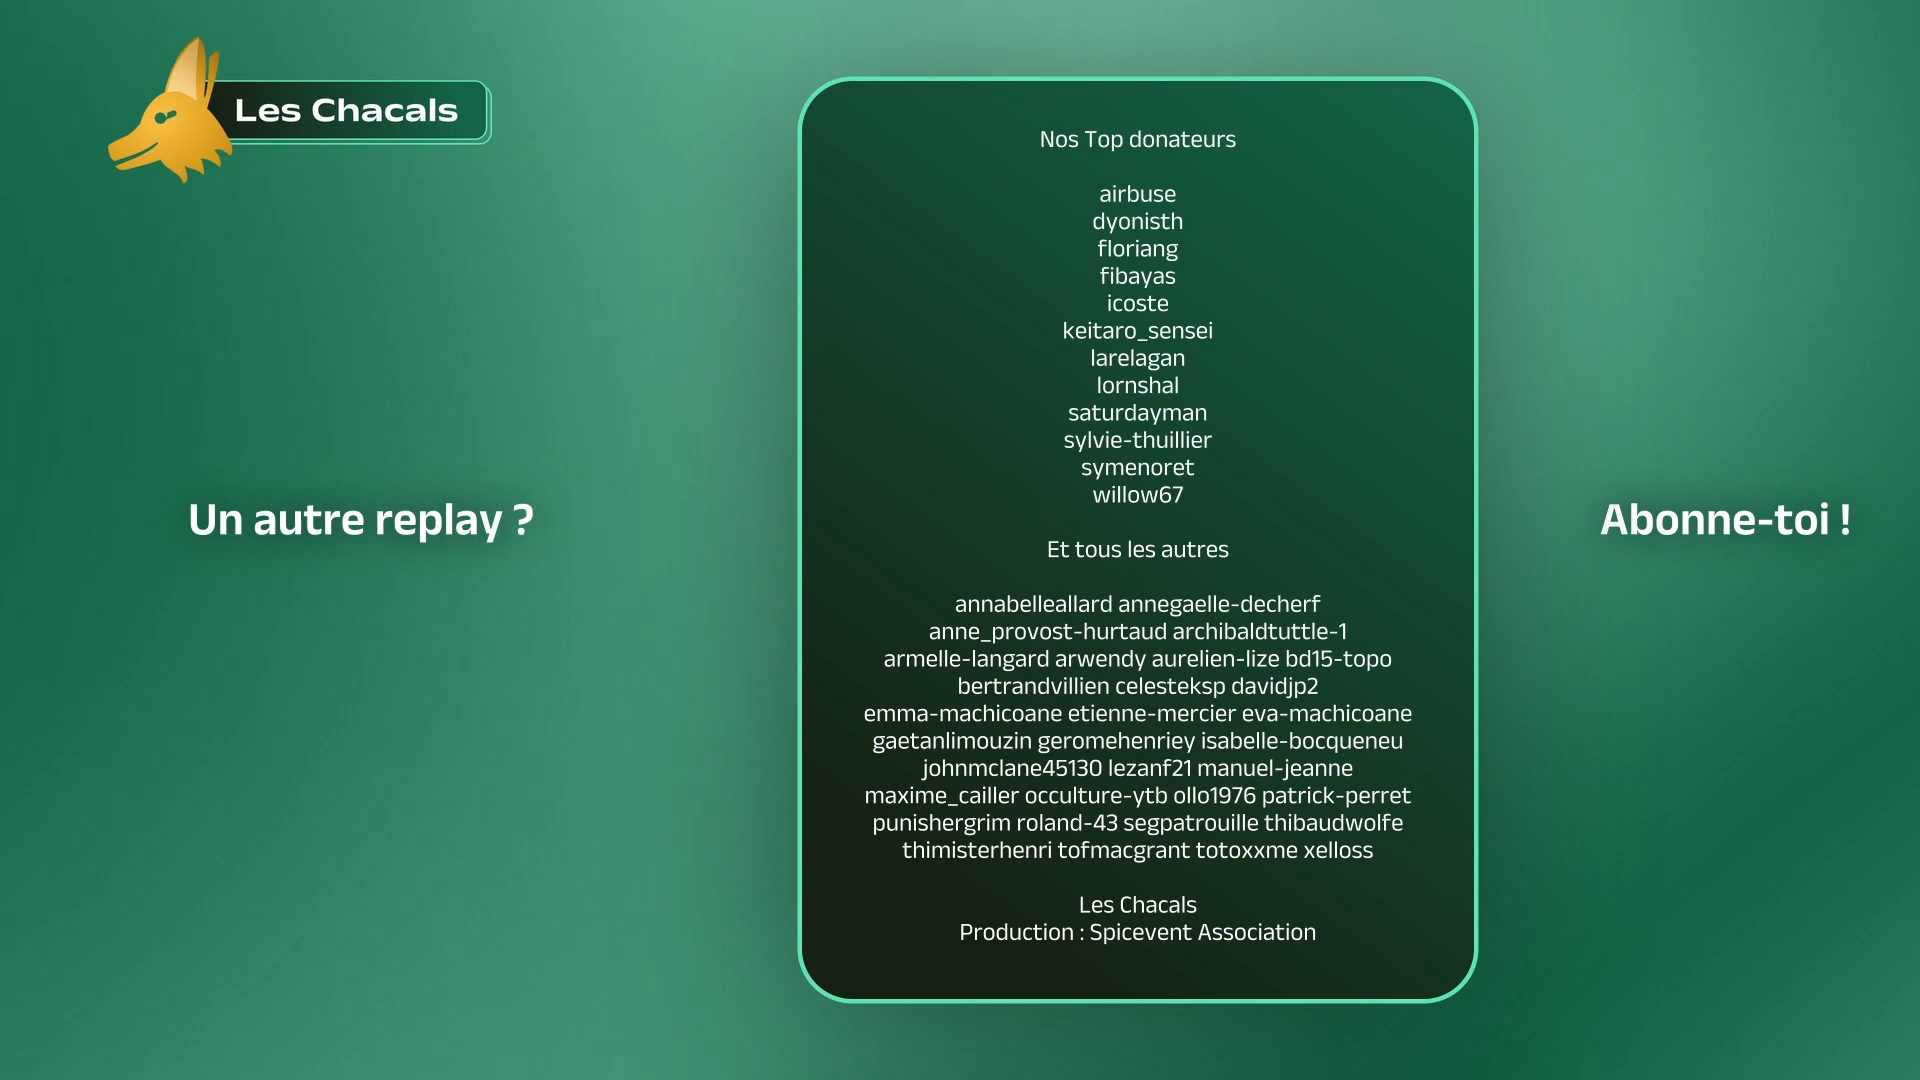 Les Chacals
Nos Top donateurs
airbuse
dyonisth
floriang
fibayas
icoste
keitaro_sensei
larelagan
lornshal
saturdayman
sylvie-thuillier
symenoret
willow67
Et tous les autres
annabelleallard annegaelle-decherf
anne_provost-hurtaud archibaldtuttle-1
armelle-langard arwendy aurelien-lize bd15-topo
bertrandvillien celesteksp davidjp2
emma-machicoane etienne-mercier eva-machicoane
gaetanlimouzin geromehenriey isabelle-bocqueneu
johnmclane45130 lezanf21 manuel-jeanne
maxime_cailler occulture-ytb ollo1976 patrick-perret
punishergrim roland-43 segpatrouille thibaudwolfe
thimisterhenri tofmacgrant totoxxme xelloss
Les Chacals
Production : Spicevent Association
Un autre replay ?
Abonne-toi !